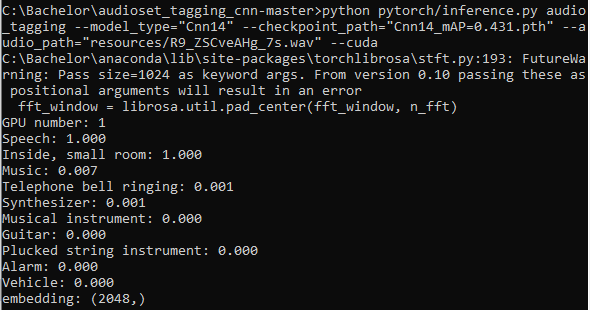 C:\Bachelor\audioset_tagging_cnn-master>python pytorch/inference.py audio
_tagging --model_type="Cnn14" --checkpoint_path="Cnn14_mAP=0.431.pth" --a
udio_path="resources/R9_ZSCveAHg_7s.wav" --cuda
C:\Bachelor\anaconda\lib\site-packages\torchlibrosa\stft.py:193: FutureWa
rning: Pass size=1024 as keyword args. From version 0.10 passing these as
 positional arguments will result in an error
  fft_window = librosa.util.pad_center(fft_window, n_fft)
GPU number: 1
Speech: 1.000
Inside, small room: 1.000
Music: 0.007
Telephone bell ringing: 0.001
Synthesizer: 0.001
Musical instrument: 0.000
Guitar: 0.000
Plucked string instrument: 0.000
Alarm: 0.000
Vehicle: 0.000
embedding: (2048,)